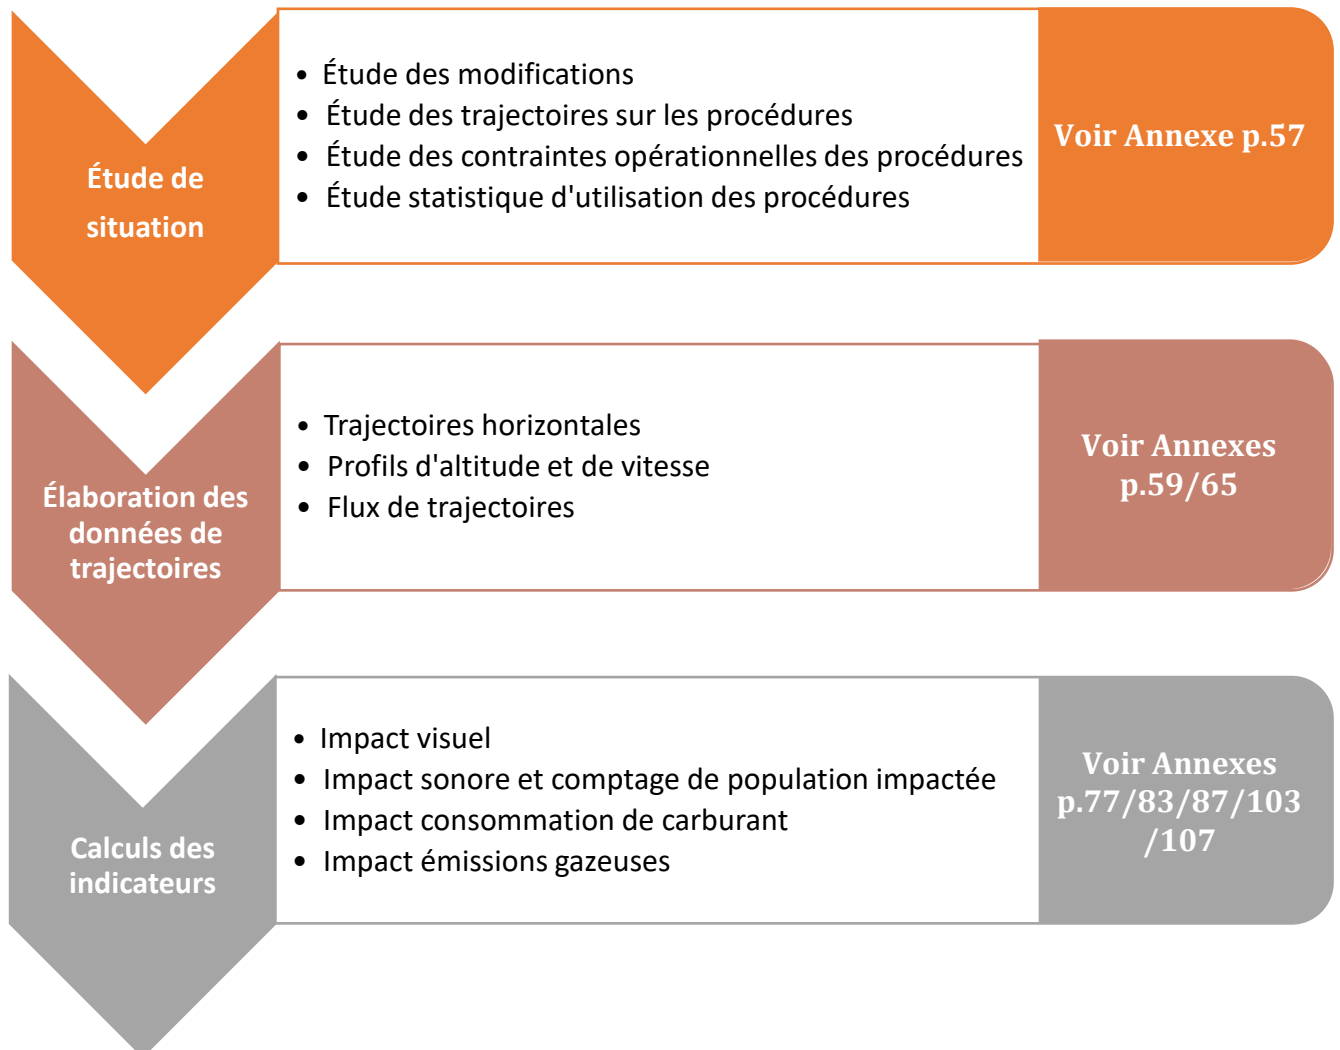 Étude de
situation
• Étude des modifications
• Étude des trajectoires sur les procédures
• Étude des contraintes opérationnelles des procédures
• Étude statistique d'utilisation des procédures
Voir Annexe p.57
Élaboration des
données de
trajectoires
• Trajectoires horizontales
• Profils d'altitude et de vitesse
• Flux de trajectoires
Voir Annexes
p.59/65
Calculs des
indicateurs
• Impact visuel
• Impact sonore et comptage de population impactée
• Impact consommation de carburant
• Impact émissions gazeuses
Voir Annexes
p.77/83/87/103
/107